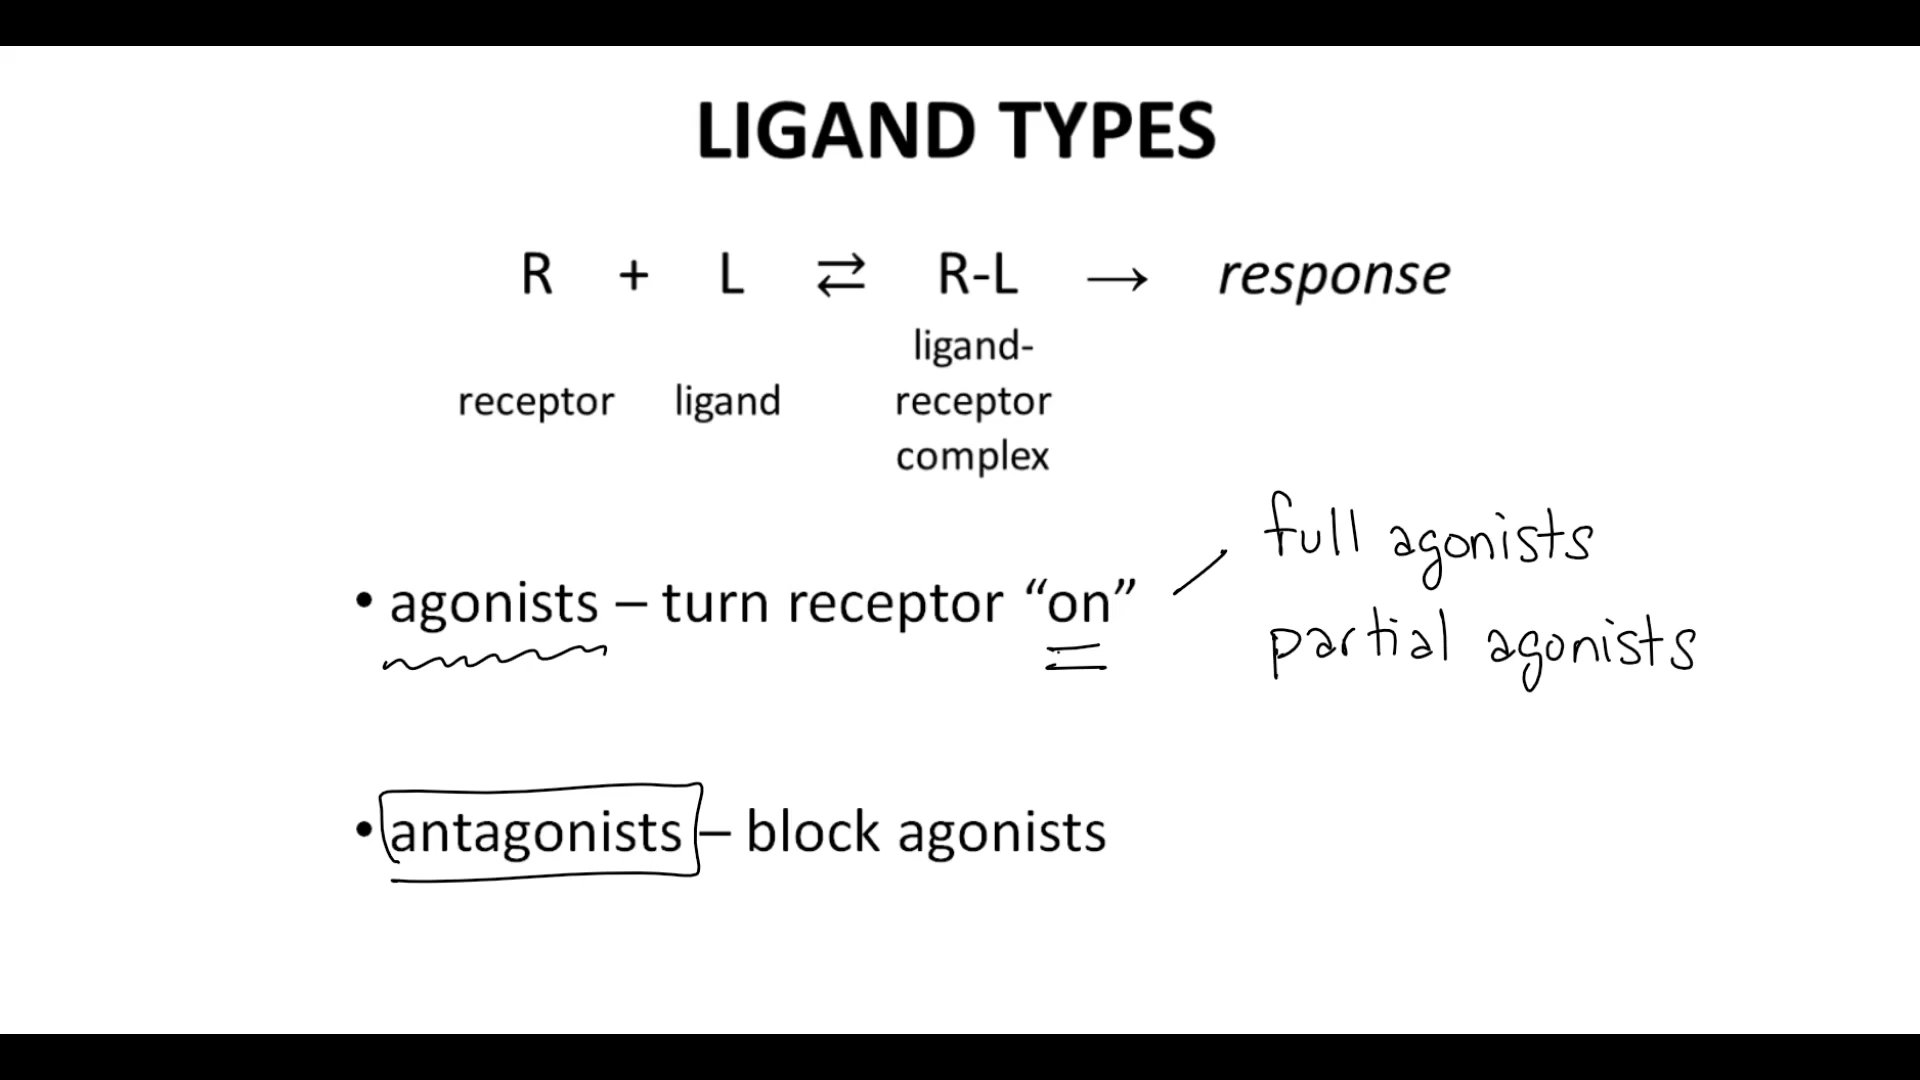 LIGAND TYPES
R + L ⇄ R-L → response
receptor ligand ligand-
receptor
complex
full agonists
• agonists – turn receptor “on”
partial agonists
• antagonists – block agonists